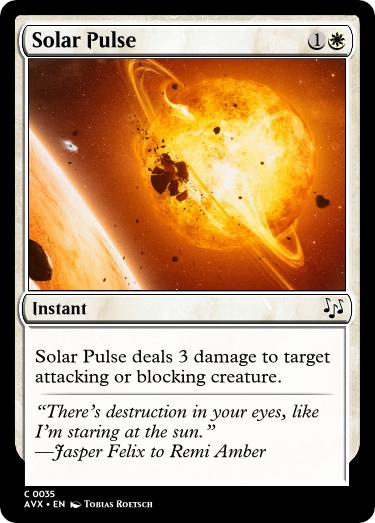 Solar Pulse 1
Instant
Solar Pulse deals 3 damage to target
attacking or blocking creature.
“There’s destruction in your eyes, like
I’m staring at the sun.”
—Jasper Felix to Remi Amber
C 0035
AVX • EN Tobias Roetsch